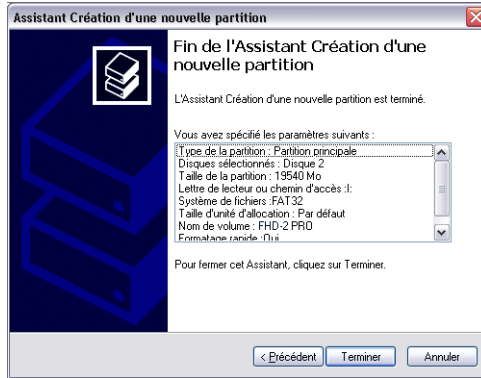 Assistant Création d'une nouvelle partition
Fin de l'Assistant Création d'une
nouvelle partition
L'Assistant Création d'une nouvelle partition est terminé.
Vous avez spécifié les paramètres suivants :
Type de la partition : Partition principale
Disques sélectionnés : Disque 2
Taille de la partition : 19540 Mo
Lettre de lecteur ou chemin d'accès :I:
Système de fichiers :FAT32
Taille d'unité d'allocation : Par défaut
Nom de volume : FHD-2 PRO
Formatage rapide :Oui
Pour fermer cet Assistant, cliquez sur Terminer.
< Précédent
Terminer
Annuler